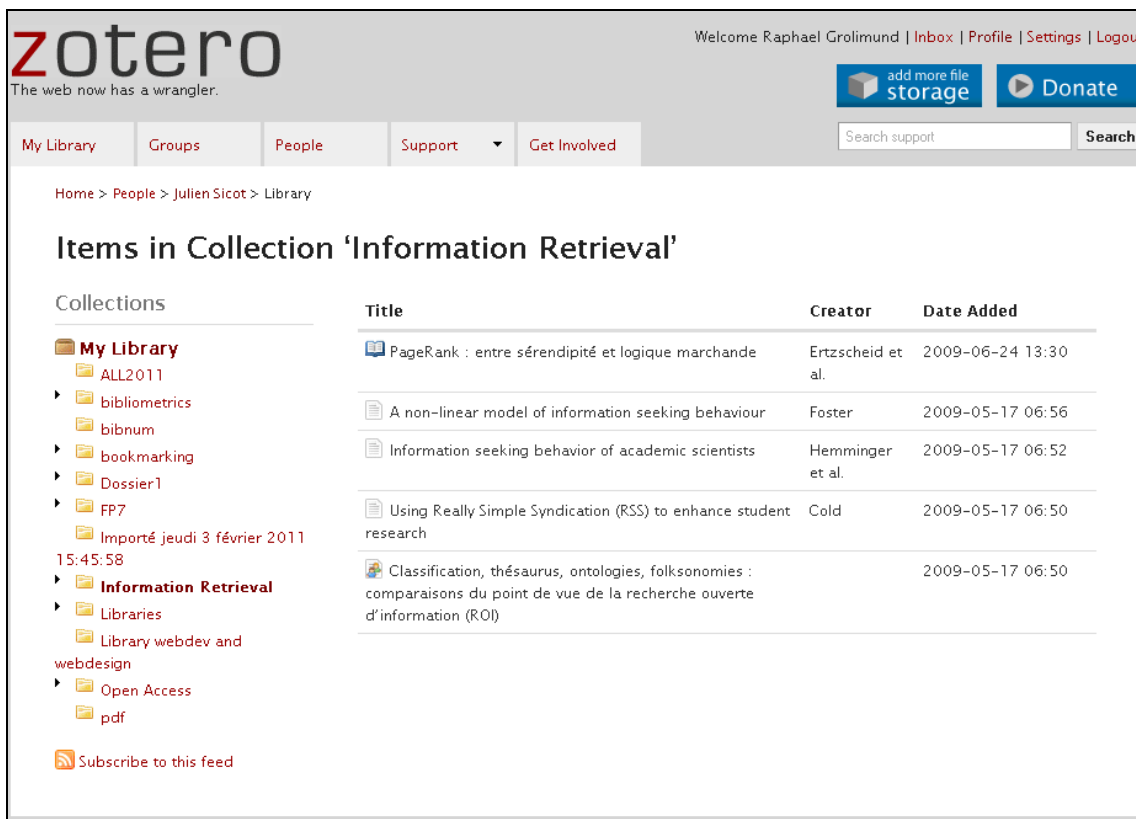 zotero
The web now has a wrangler.
Welcome Raphael Grolimund | Inbox | Profile | Settings | Logou
add more file
storage
Donate
My Library
Groups
People
Support
Get Involved
Search support
Search
Home > People > Julien Sicot > Library
Items in Collection ‘Information Retrieval’
Collections
My Library
ALL2011
bibliometrics
bibnum
bookmarking
Dossier1
FP7
Importé jeudi 3 février 2011
15:45:58
Information Retrieval
Libraries
Library webdev and
webdesign
Open Access
pdf
Subscribe to this feed
Title Creator Date Added
PageRank : entre sérendipité et logique marchande Ertzscheid et 2009-06-24 13:30
al.
A non-linear model of information seeking behaviour Foster 2009-05-17 06:56
Information seeking behavior of academic scientists Hemminger 2009-05-17 06:52
et al.
Using Really Simple Syndication (RSS) to enhance student Cold 2009-05-17 06:50
research
Classification, thésaurus, ontologies, folksonomies : 2009-05-17 06:50
comparaisons du point de vue de la recherche ouverte
d’information (ROI)